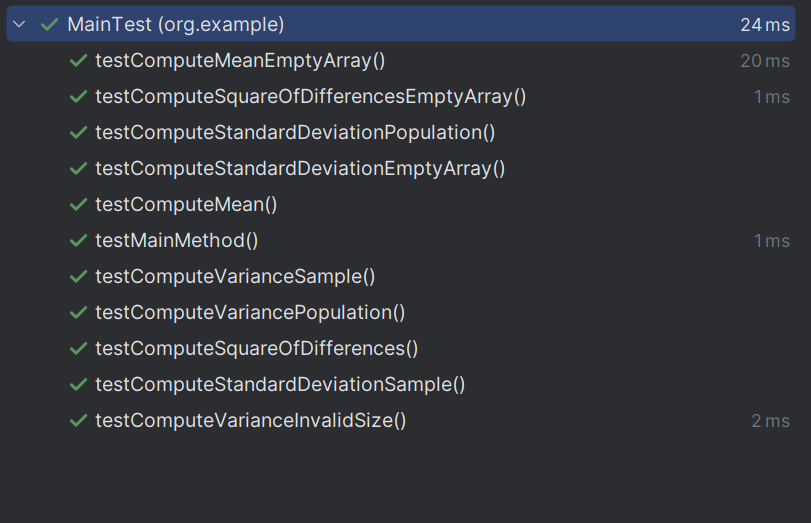 MainTest (org.example) 24 ms
testComputeMeanEmptyArray() 20 ms
testComputeSquareOfDifferencesEmptyArray() 1 ms
testComputeStandardDeviationPopulation()
testComputeStandardDeviationEmptyArray()
testComputeMean()
testMainMethod() 1 ms
testComputeVarianceSample()
testComputeVariancePopulation()
testComputeSquareOfDifferences()
testComputeStandardDeviationSample()
testComputeVarianceInvalidSize() 2 ms